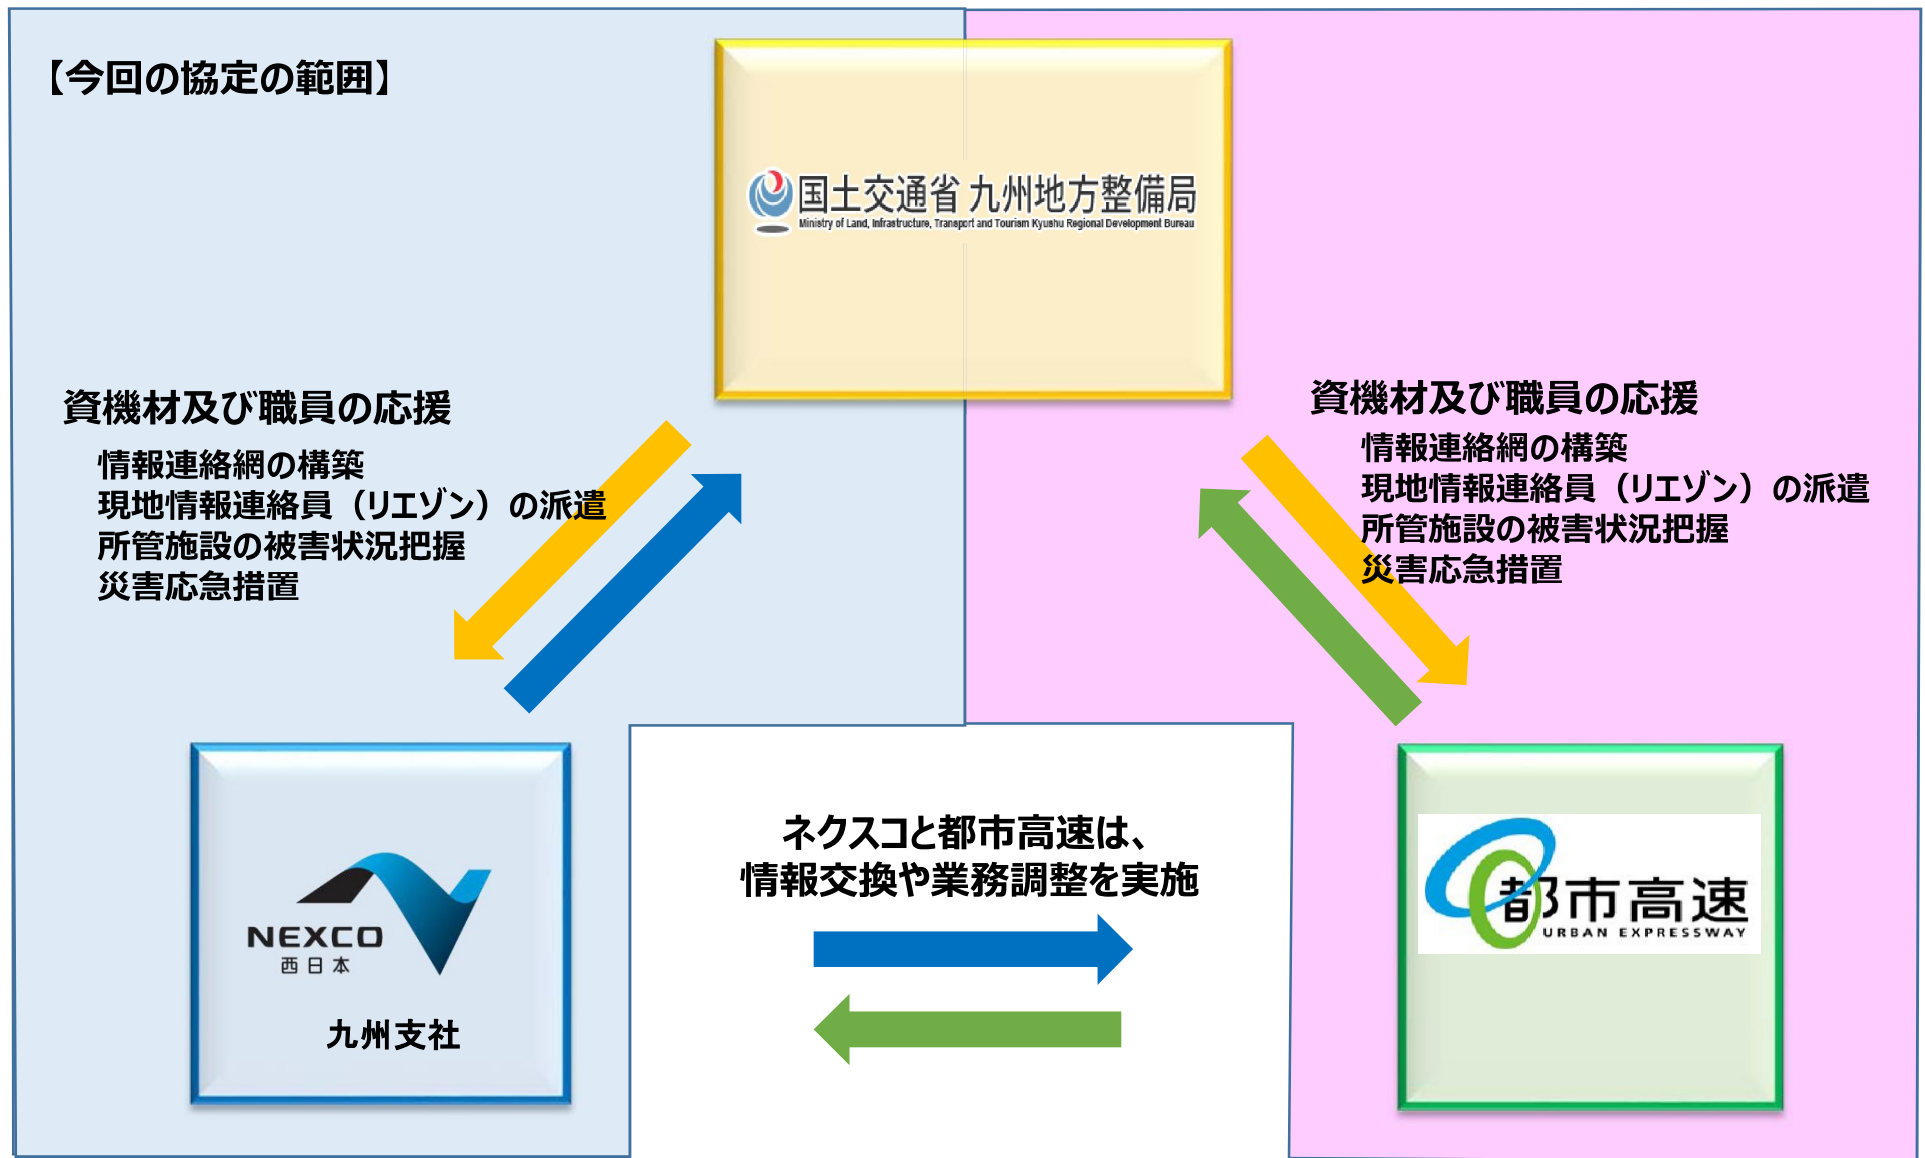 【今回の協定の範囲】
国土交通省 九州地方整備局
Ministry of Land, Infrastructure, Transport and Tourism Kyushu Regional Development Bureau
資機材及び職員の応援
情報連絡網の構築
現地情報連絡員（リエゾン）の派遣
所管施設の被害状況把握
災害応急措置
資機材及び職員の応援
情報連絡網の構築
現地情報連絡員（リエゾン）の派遣
所管施設の被害状況把握
災害応急措置
ネクスコと都市高速は、
情報交換や業務調整を実施
NEXCO
西日本
九州支社
都市高速
URBAN EXPRESSWAY